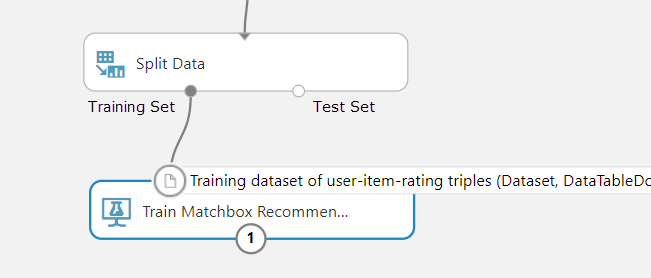 Split Data
Training Set
Test Set
Training dataset of user-item-rating triples (Dataset, DataTableDo
Train Matchbox Recommen...
1